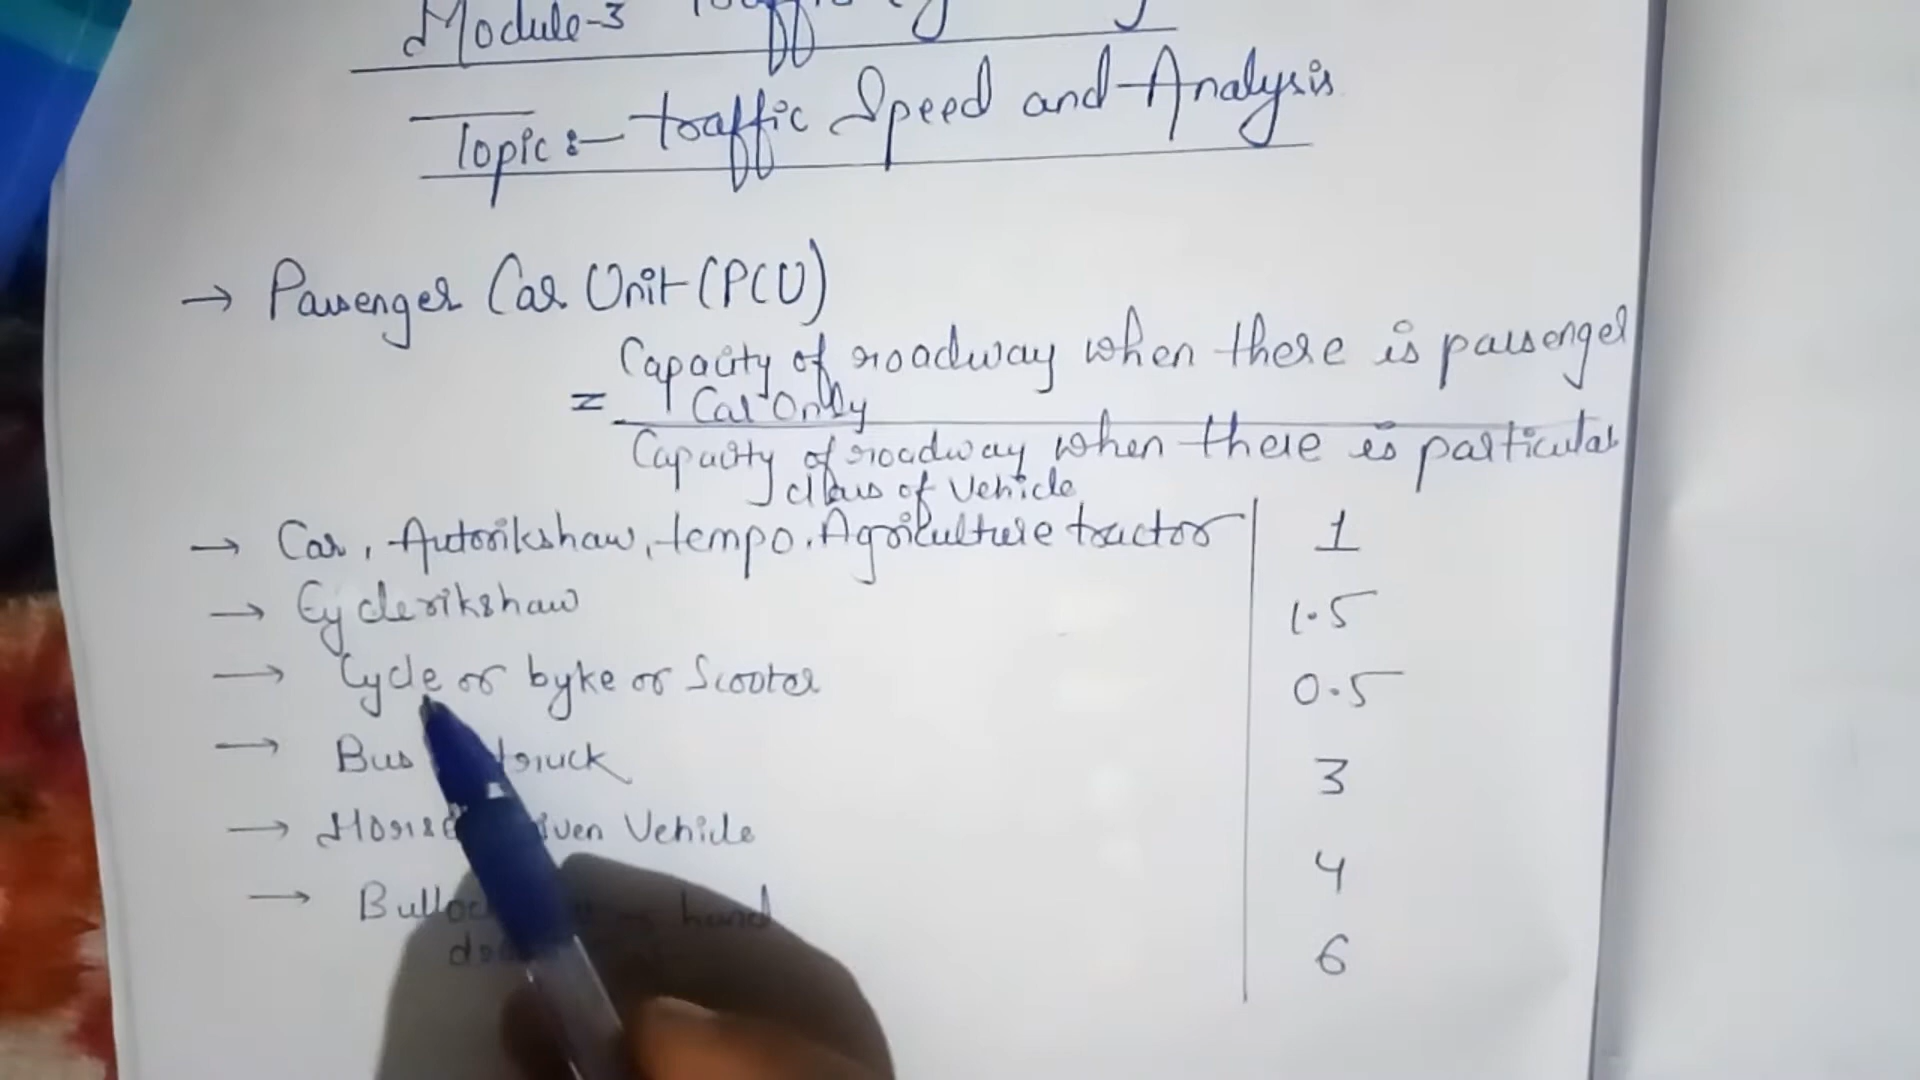 Module-3 Traffic
Topic :- traffic Speed and Analysis
→ Passenger Car Unit (PCU)
Capacity of roadway when there is passenger
= Car Only
Capacity of roadway when there is particular
class of Vehicle
→ Car, Autorikshaw, tempo, Agriculture tractor 1
→ Cyclerikshaw 1.5
→ Cycle or byke or Scooter 0.5
→ Bus truck 3
→ Horse Vehicle 4
→ hand 6